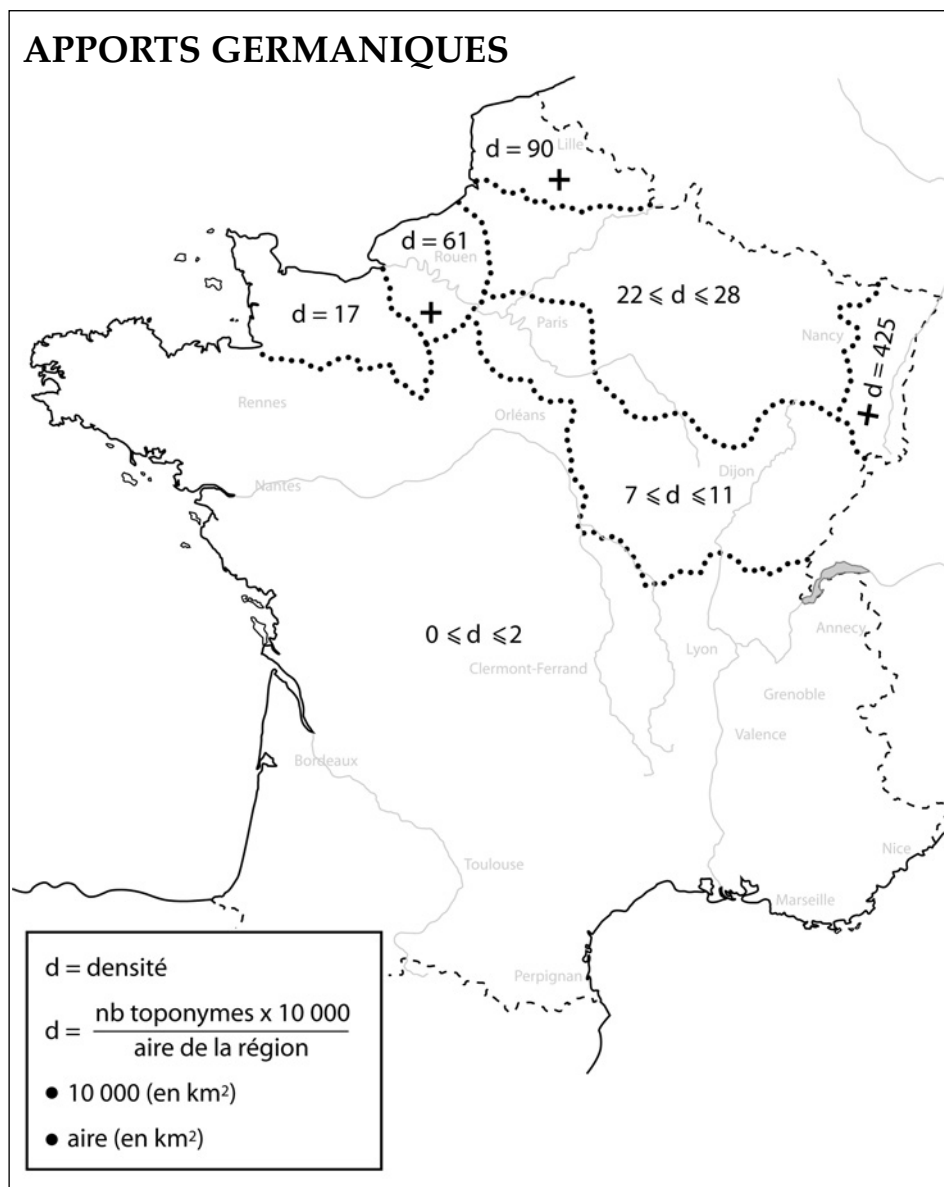 APPORTS GERMANIQUES
d = 90
Lille
d = 61
Rouen
d = 17
22 ⩽ d ⩽ 28
Paris
Nancy
d = 425
Rennes
Orléans
Nantes
Dijon
7 ⩽ d ⩽ 11
0 ⩽ d ⩽ 2
Annecy
Lyon
Clermont-Ferrand
Grenoble
Valence
Bordeaux
Toulouse
Nice
Marseille
Perpignan
d = densité
d = nb toponymes x 10 000
aire de la région
• 10 000 (en km²)
• aire (en km²)